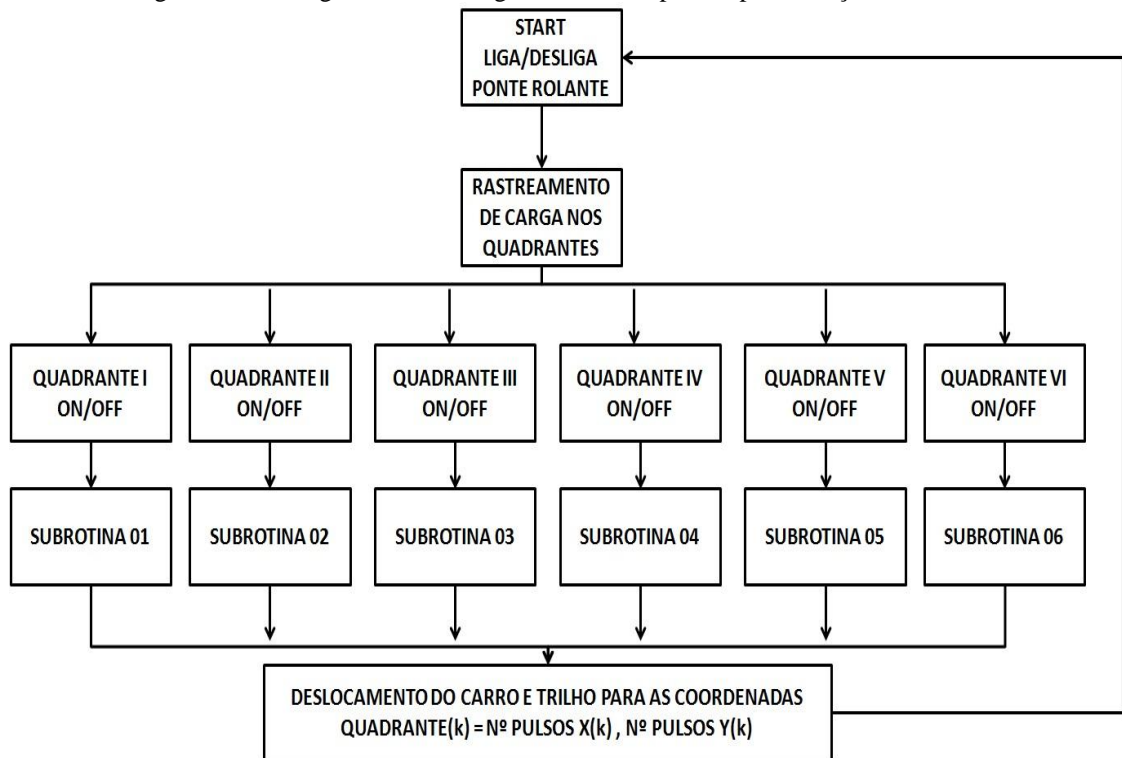 START
LIGA/DESLIGA
PONTE ROLANTE
RASTREAMENTO
DE CARGA NOS
QUADRANTES
QUADRANTE I
ON/OFF
QUADRANTE II
ON/OFF
QUADRANTE III
ON/OFF
QUADRANTE IV
ON/OFF
QUADRANTE V
ON/OFF
QUADRANTE VI
ON/OFF
SUBROTINA 01
SUBROTINA 02
SUBROTINA 03
SUBROTINA 04
SUBROTINA 05
SUBROTINA 06
DESLOCAMENTO DO CARRO E TRILHO PARA AS COORDENADAS
QUADRANTE(k) = Nº PULSOS X(k) , Nº PULSOS Y(k)